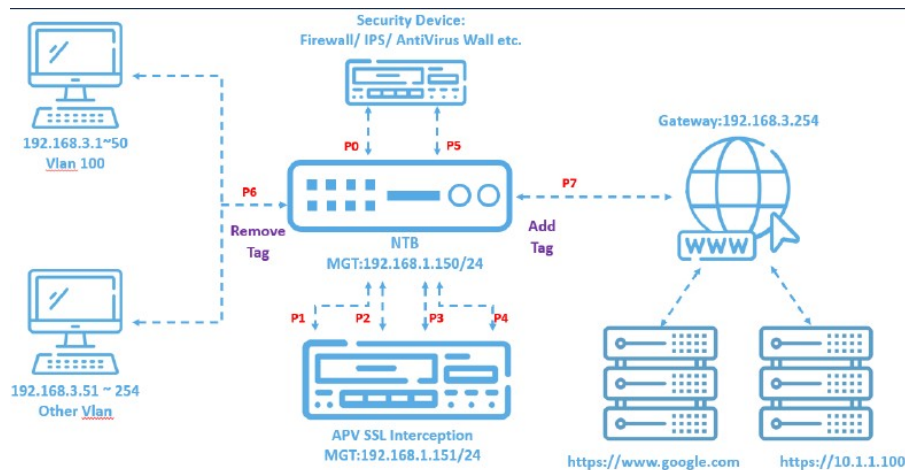 Security Device:
Firewall/ IPS/ AntiVirus Wall etc.
192.168.3.1~50
Vlan 100
P0
P5
Gateway:192.168.3.254
P6
P7
Remove
Tag
Add
Tag
NTB
MGT:192.168.1.150/24
WWW
P1
P2
P3
P4
192.168.3.51 ~ 254
Other Vlan
APV SSL Interception
MGT:192.168.1.151/24
https://www.google.com
https://10.1.1.100